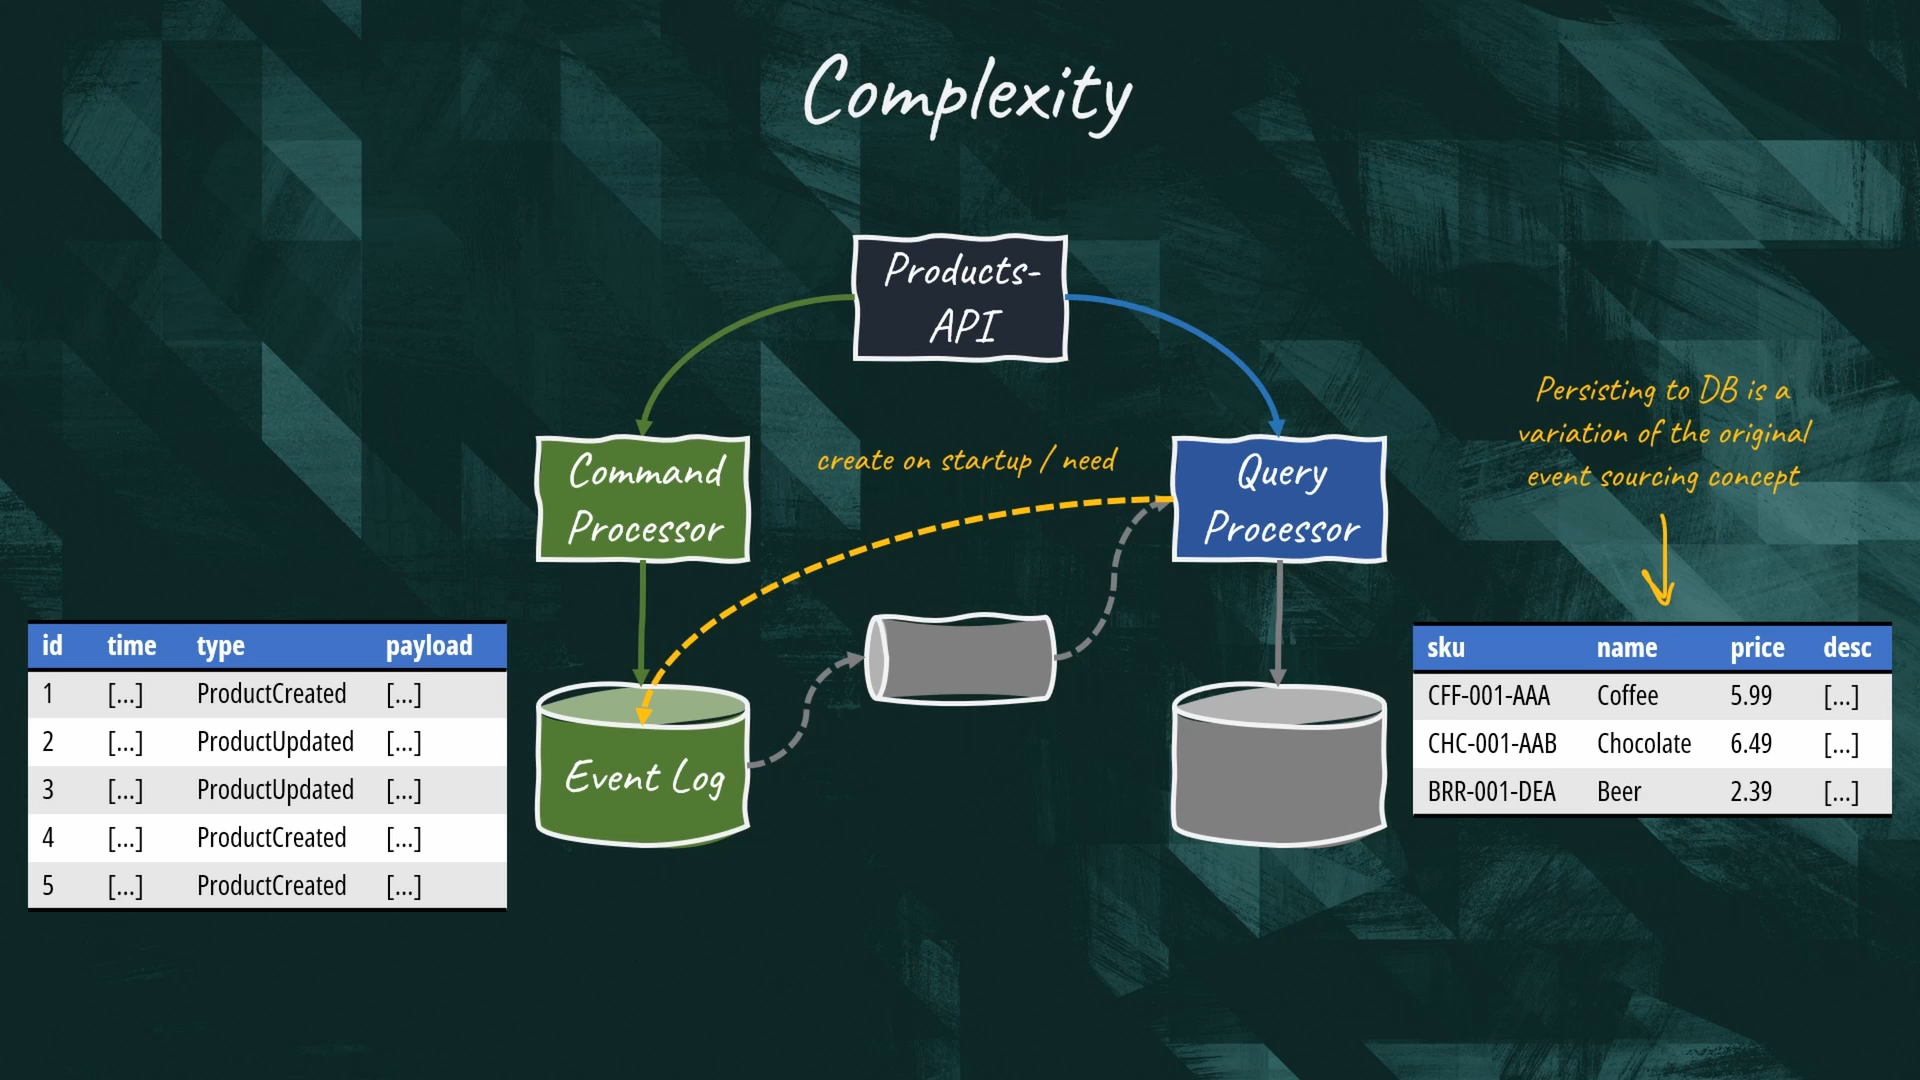 Complexity
Products-
API
Command
Processor
create on startup / need
Query
Processor
Persisting to DB is a
variation of the original
event sourcing concept
id time type payload
1 [...] ProductCreated [...]
2 [...] ProductUpdated [...]
3 [...] ProductUpdated [...]
4 [...] ProductCreated [...]
5 [...] ProductCreated [...]
Event Log
sku name price desc
CFF-001-AAA Coffee 5.99 [...]
CHC-001-AAB Chocolate 6.49 [...]
BRR-001-DEA Beer 2.39 [...]